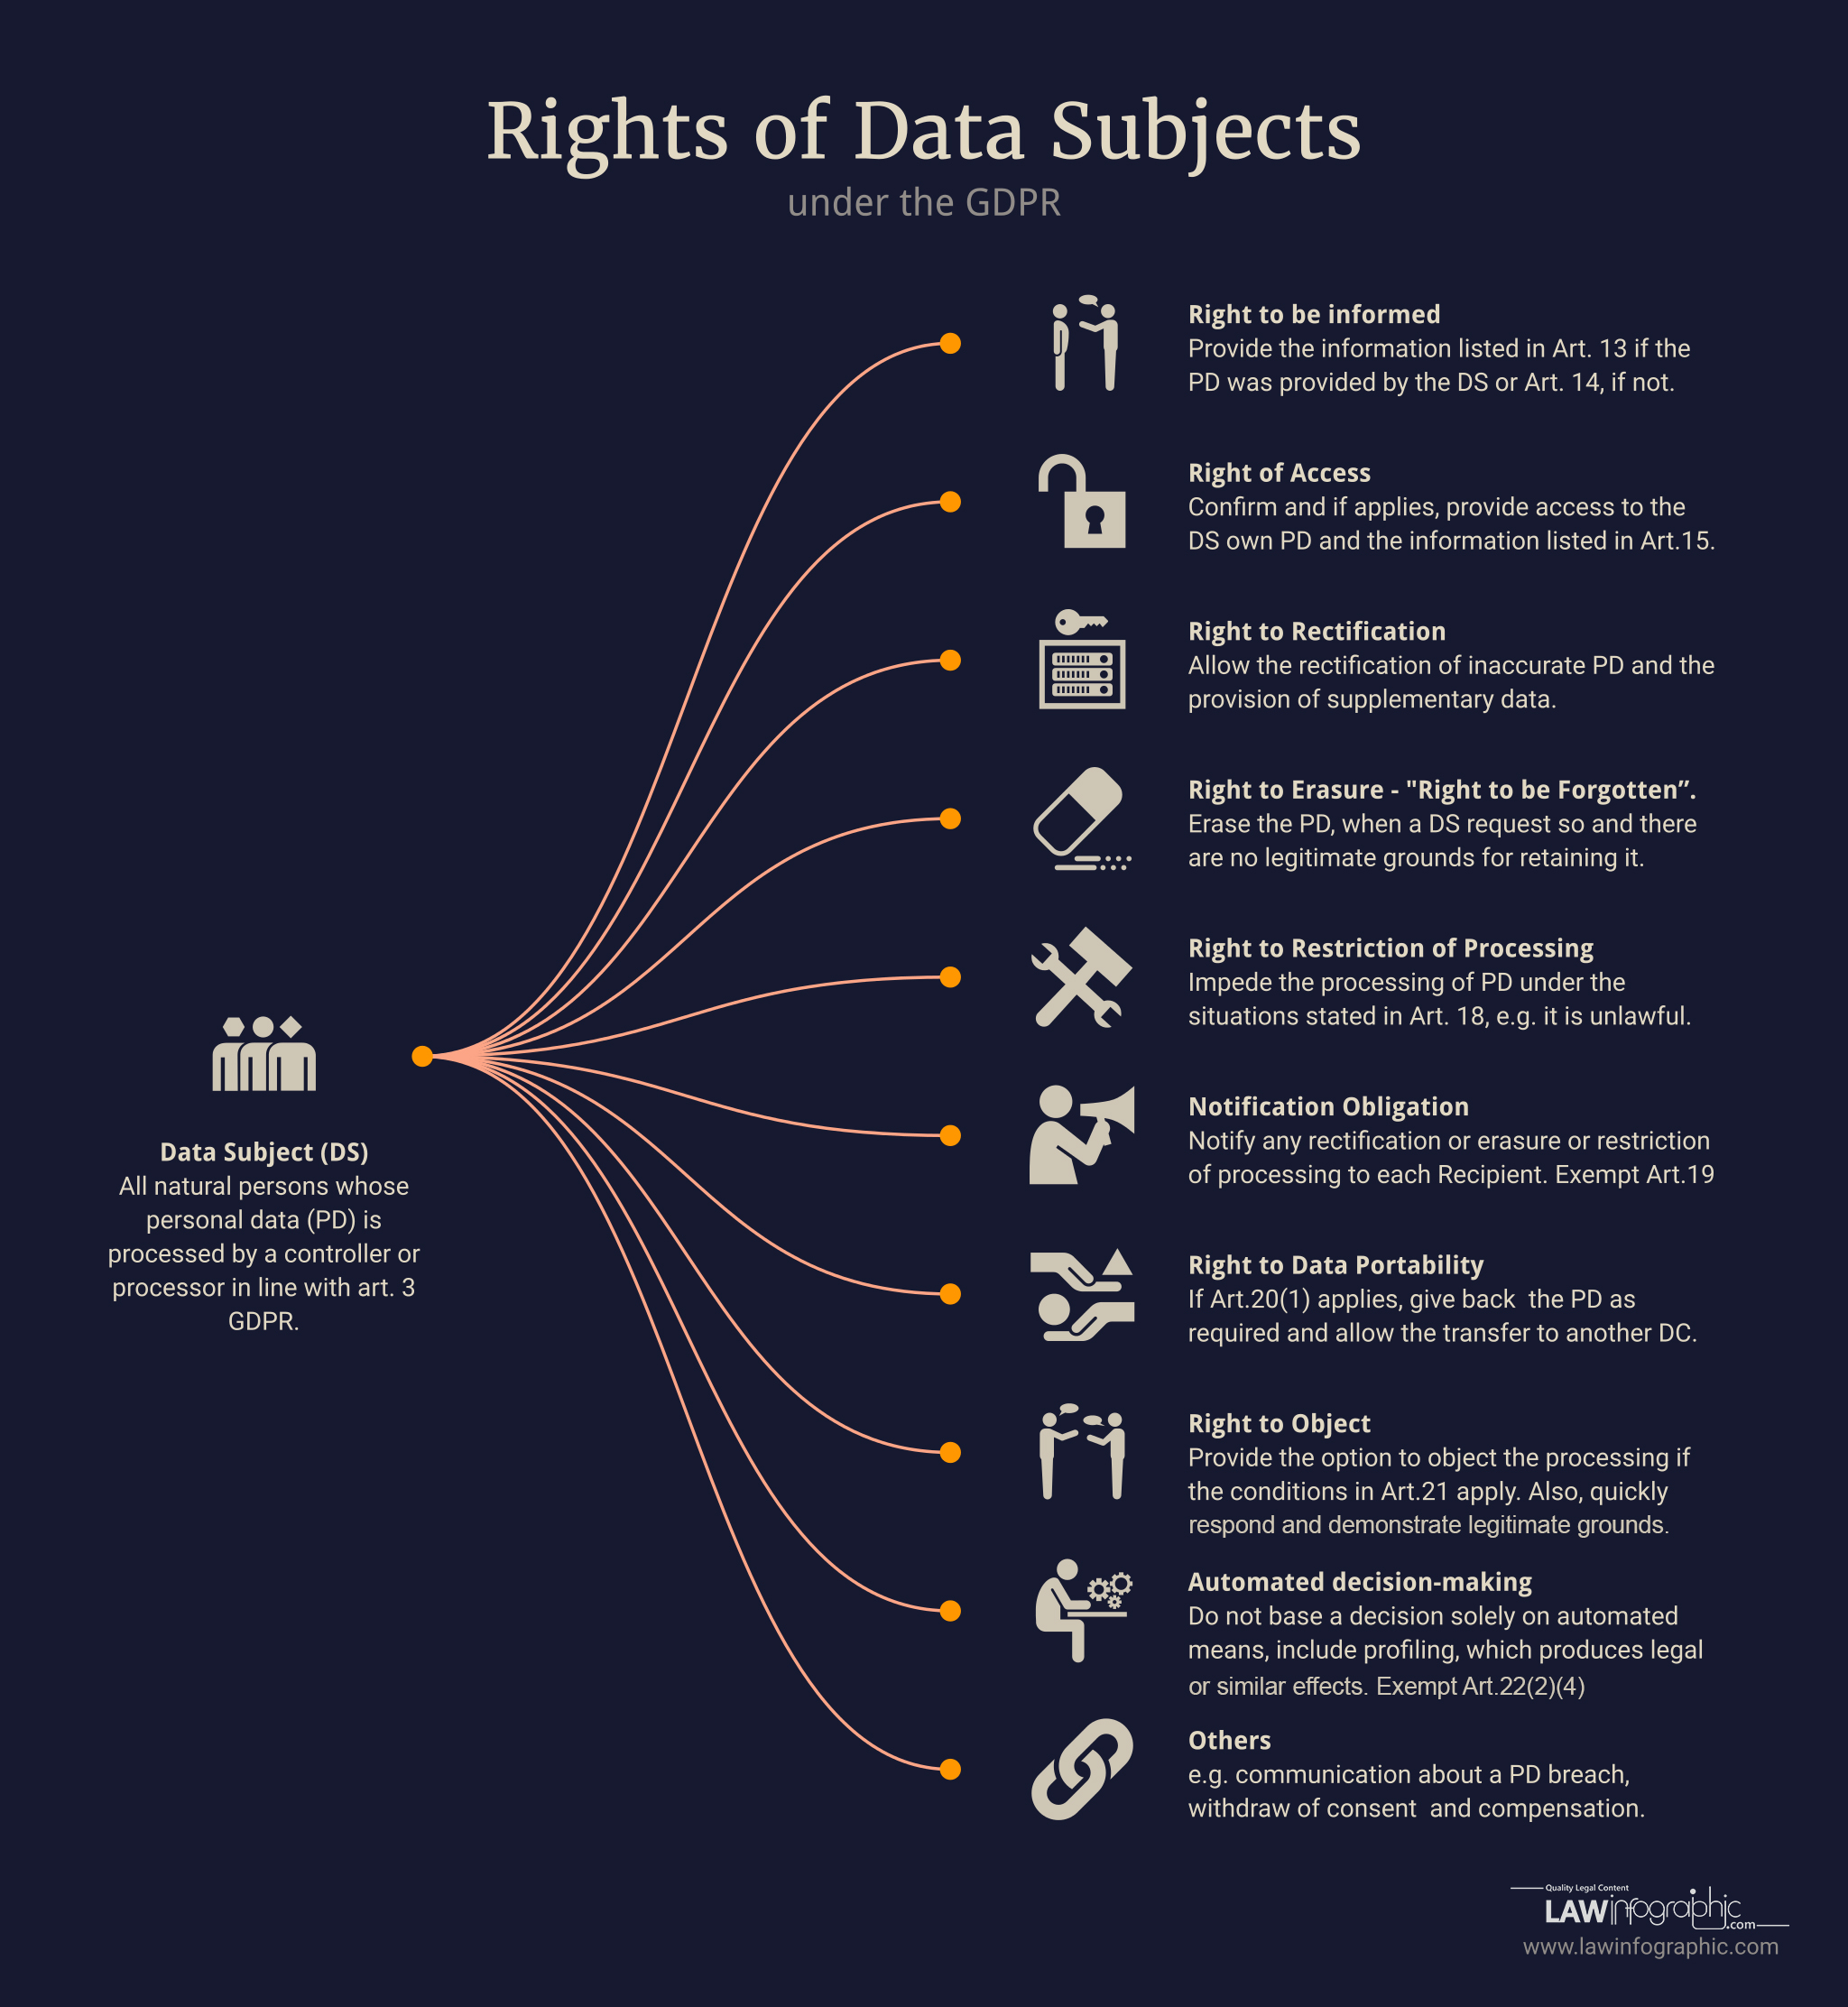 Rights of Data Subjects
under the GDPR
Right to be informed
Provide the information listed in Art. 13 if the
PD was provided by the DS or Art. 14, if not.
Right of Access
Confirm and if applies, provide access to the
DS own PD and the information listed in Art.15.
Right to Rectification
Allow the rectification of inaccurate PD and the
provision of supplementary data.
Right to Erasure - "Right to be Forgotten”.
Erase the PD, when a DS request so and there
are no legitimate grounds for retaining it.
Right to Restriction of Processing
Impede the processing of PD under the
situations stated in Art. 18, e.g. it is unlawful.
Data Subject (DS)
All natural persons whose
personal data (PD) is
processed by a controller or
processor in line with art. 3
GDPR.
Notification Obligation
Notify any rectification or erasure or restriction
of processing to each Recipient. Exempt Art.19
Right to Data Portability
If Art.20(1) applies, give back  the PD as
required and allow the transfer to another DC.
Right to Object
Provide the option to object the processing if
the conditions in Art.21 apply. Also, quickly
respond and demonstrate legitimate grounds.
Automated decision-making
Do not base a decision solely on automated
means, include profiling, which produces legal
or similar effects. Exempt Art.22(2)(4)
Others
e.g. communication about a PD breach,
withdraw of consent  and compensation.
Quality Legal Content
LAWinfographic.com
www.lawinfographic.com